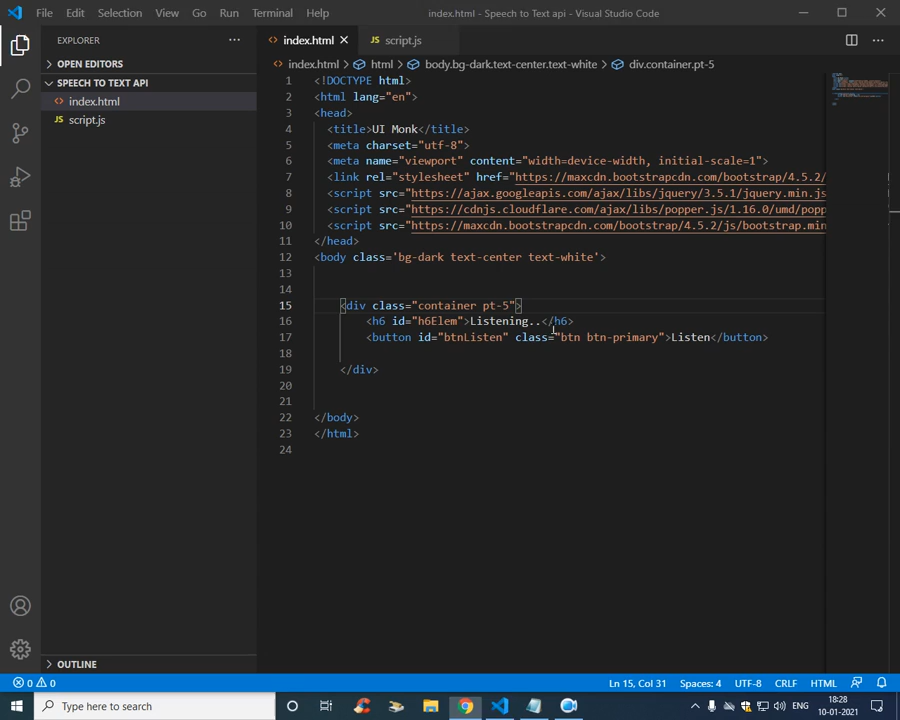 File Edit Selection View Go Run Terminal Help index.html - Speech to Text api - Visual Studio Code
EXPLORER
OPEN EDITORS
SPEECH TO TEXT API
index.html
script.js
index.html script.js
index.html > html > body.bg-dark.text-center.text-white > div.container.pt-5
1 <!DOCTYPE html>
2 <html lang="en">
3 <head>
4 <title>UI Monk</title>
5 <meta charset="utf-8">
6 <meta name="viewport" content="width=device-width, initial-scale=1">
7 <link rel="stylesheet" href="https://maxcdn.bootstrapcdn.com/bootstrap/4.5.2/
8 <script src="https://ajax.googleapis.com/ajax/libs/jquery/3.5.1/jquery.min.js
9 <script src="https://cdnjs.cloudflare.com/ajax/libs/popper.js/1.16.0/umd/popp
10 <script src="https://maxcdn.bootstrapcdn.com/bootstrap/4.5.2/js/bootstrap.min
11 </head>
12 <body class='bg-dark text-center text-white'>
13
14
15 <div class="container pt-5">
16 <h6 id="h6Elem">Listening..</h6>
17 <button id="btnListen" class="btn btn-primary">Listen</button>
18
19 </div>
20
21
22 </body>
23 </html>
24
OUTLINE
0 0 Ln 15, Col 31 Spaces: 4 UTF-8 CRLF HTML
Type here to search
ENG
18:28
10-01-2021